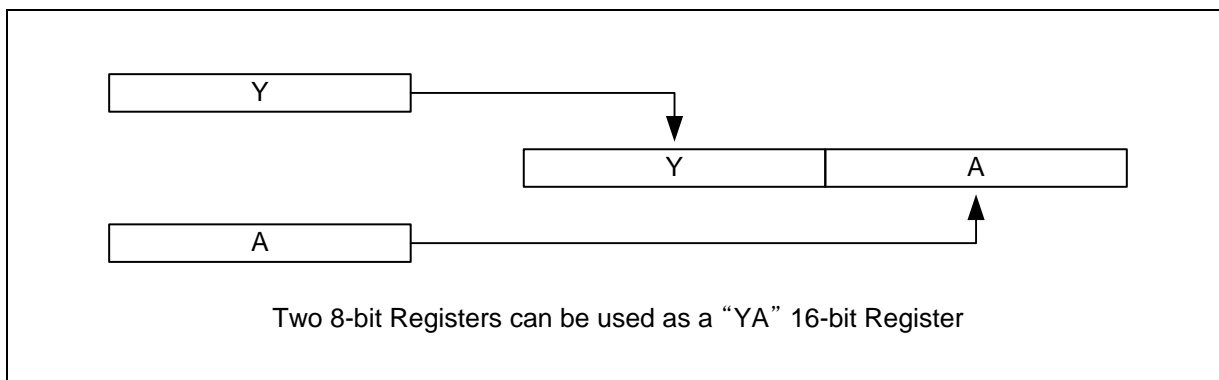 Y
Y A
A
Two 8-bit Registers can be used as a “YA” 16-bit Register